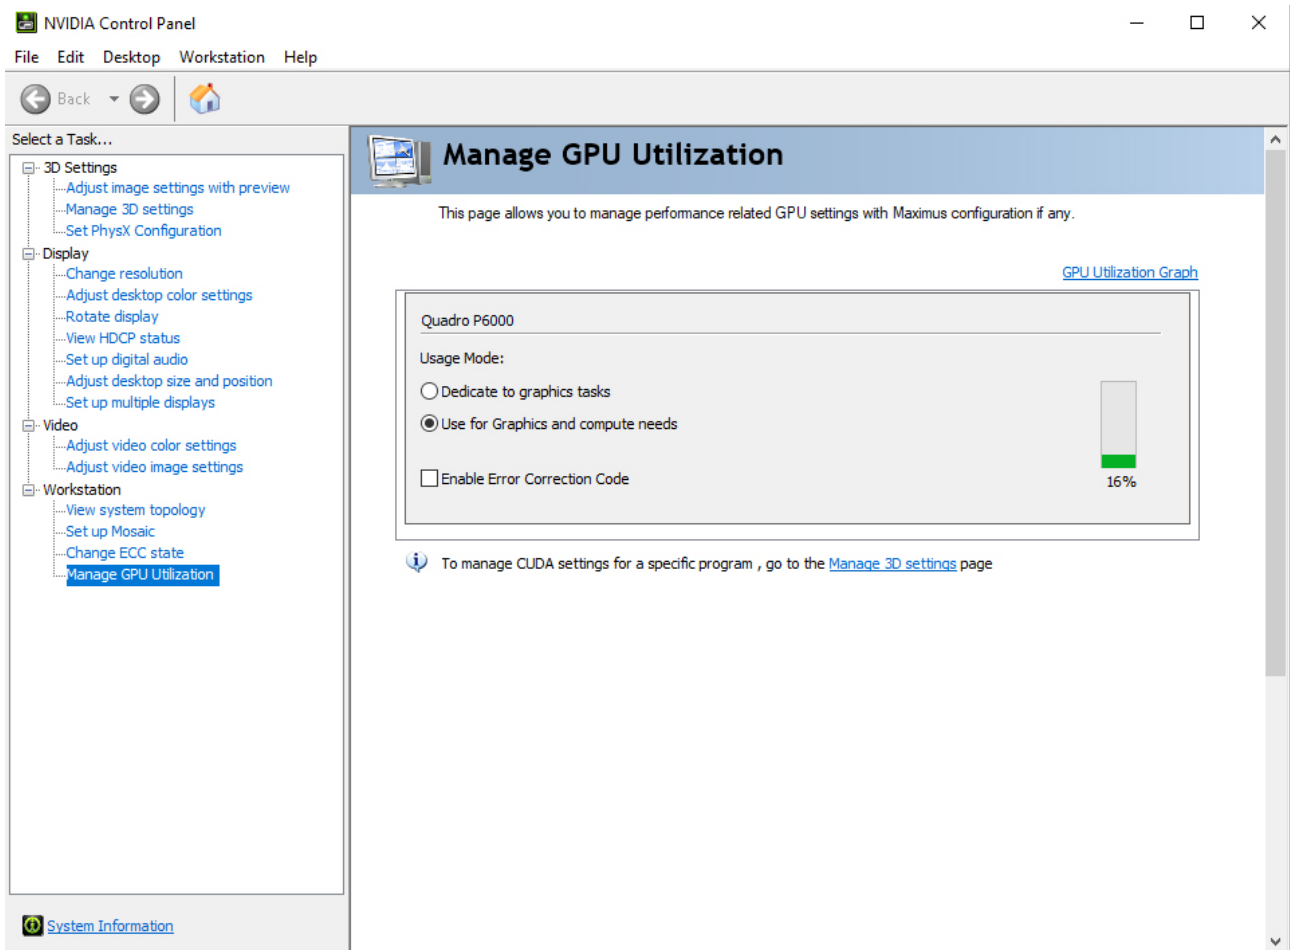 NVIDIA Control Panel
File Edit Desktop Workstation Help
Back
Select a Task...
3D Settings
Adjust image settings with preview
Manage 3D settings
Set PhysX Configuration
Display
Change resolution
Adjust desktop color settings
Rotate display
View HDCP status
Set up digital audio
Adjust desktop size and position
Set up multiple displays
Video
Adjust video color settings
Adjust video image settings
Workstation
View system topology
Set up Mosaic
Change ECC state
Manage GPU Utilization
System Information
Manage GPU Utilization
This page allows you to manage performance related GPU settings with Maximus configuration if any.
GPU Utilization Graph
Quadro P6000
Usage Mode:
Dedicate to graphics tasks
Use for Graphics and compute needs
Enable Error Correction Code
16%
To manage CUDA settings for a specific program , go to the Manage 3D settings page